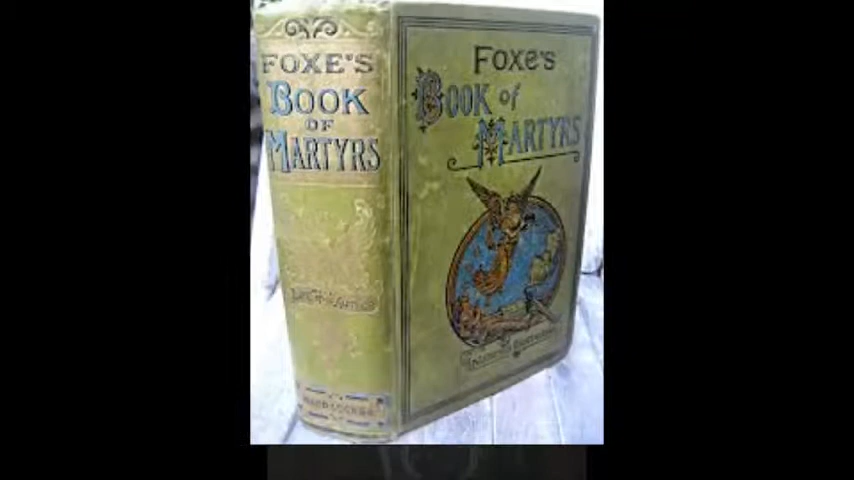 FOXE'S
BOOK
OF
MARTYRS
FOXe's
BOOK of
MARTYRS